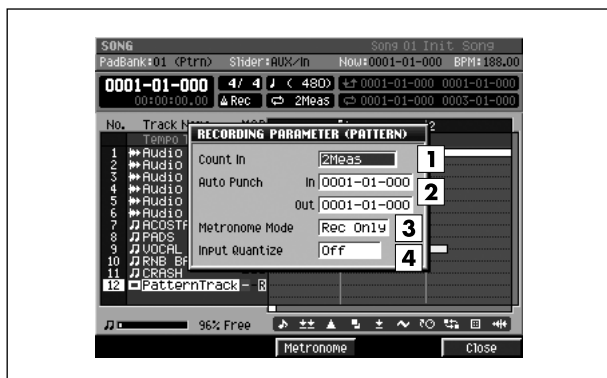 SONG Song 01 Init Song
PadBank:01 (Ptrn) Slider:AUX/In Now:0001-01-000 BPM:188.00
0001-01-000 4/ 4 ( 480) 0001-01-000 0001-01-000
00:00:00.00 Rec 2Meas 0001-01-000 0003-01-000
No. Track 2
RECORDING PARAMETER (PATTERN)
Tempo
1 Audio
Count In 2Meas 1
2 Audio
3 Audio
Auto Punch In 0001-01-000 2
4 Audio
5 Audio
Out 0001-01-000
6 Audio
7 ACOSTF
Metronome Mode Rec Only 3
8 PADS
9 VOCAL
Input Quantize Off 4
10 RNB
11 CRASH
12 PatternTrack - R
96% Free
Metronome Close